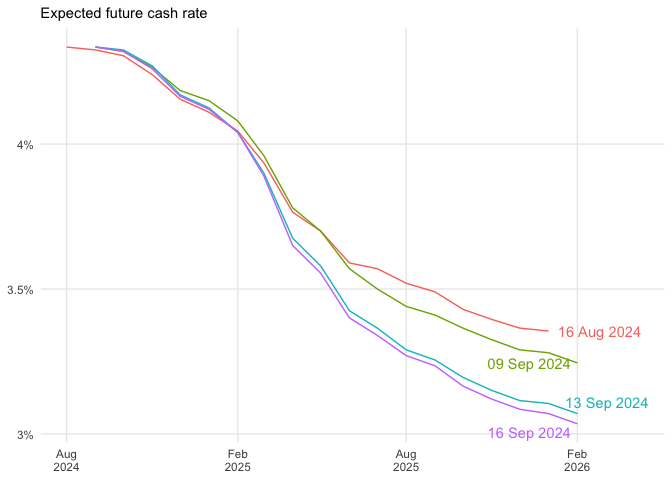 Expected future cash rate
4%
3.5%
3%
16 Aug 2024
09 Sep 2024
13 Sep 2024
16 Sep 2024
Aug
2024
Feb
2025
Aug
2025
Feb
2026